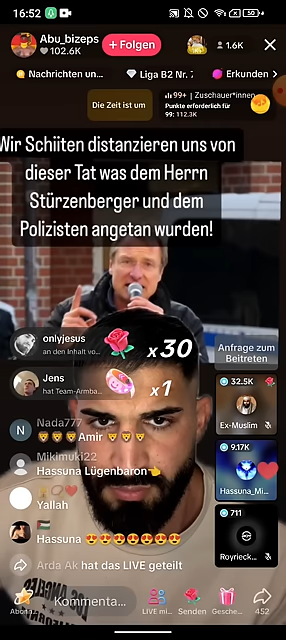 16:52
Abu_bizeps
102.6K
+ Folgen
1.6K
Nachrichten un...
Liga B2 Nr. 7
Erkunden >
Die Zeit ist um
99+ | Zuschauer*innen
Punkte erforderlich für
99: 112.3K
Wir Schiiten distanzieren uns von
dieser Tat was dem Herrn
Stürzenberger und dem
Polizisten angetan wurden!
onlyjesus
an den Inhalt vo...
x30
Anfrage zum
Beitreten
Jens
hat Team-Armba...
x1
32.5K
Ex-Muslim
N
Nada777
Amir
Mikimuki22
Hassuna Lügenbaron
9.17K
Hassuna_Mi...
Yallah
Hassuna
711
Royrieck...
Arda Ak hat das LIVE geteilt
Abonn...
Kommenta...
LIVE mi...
Senden
Gesche...
452